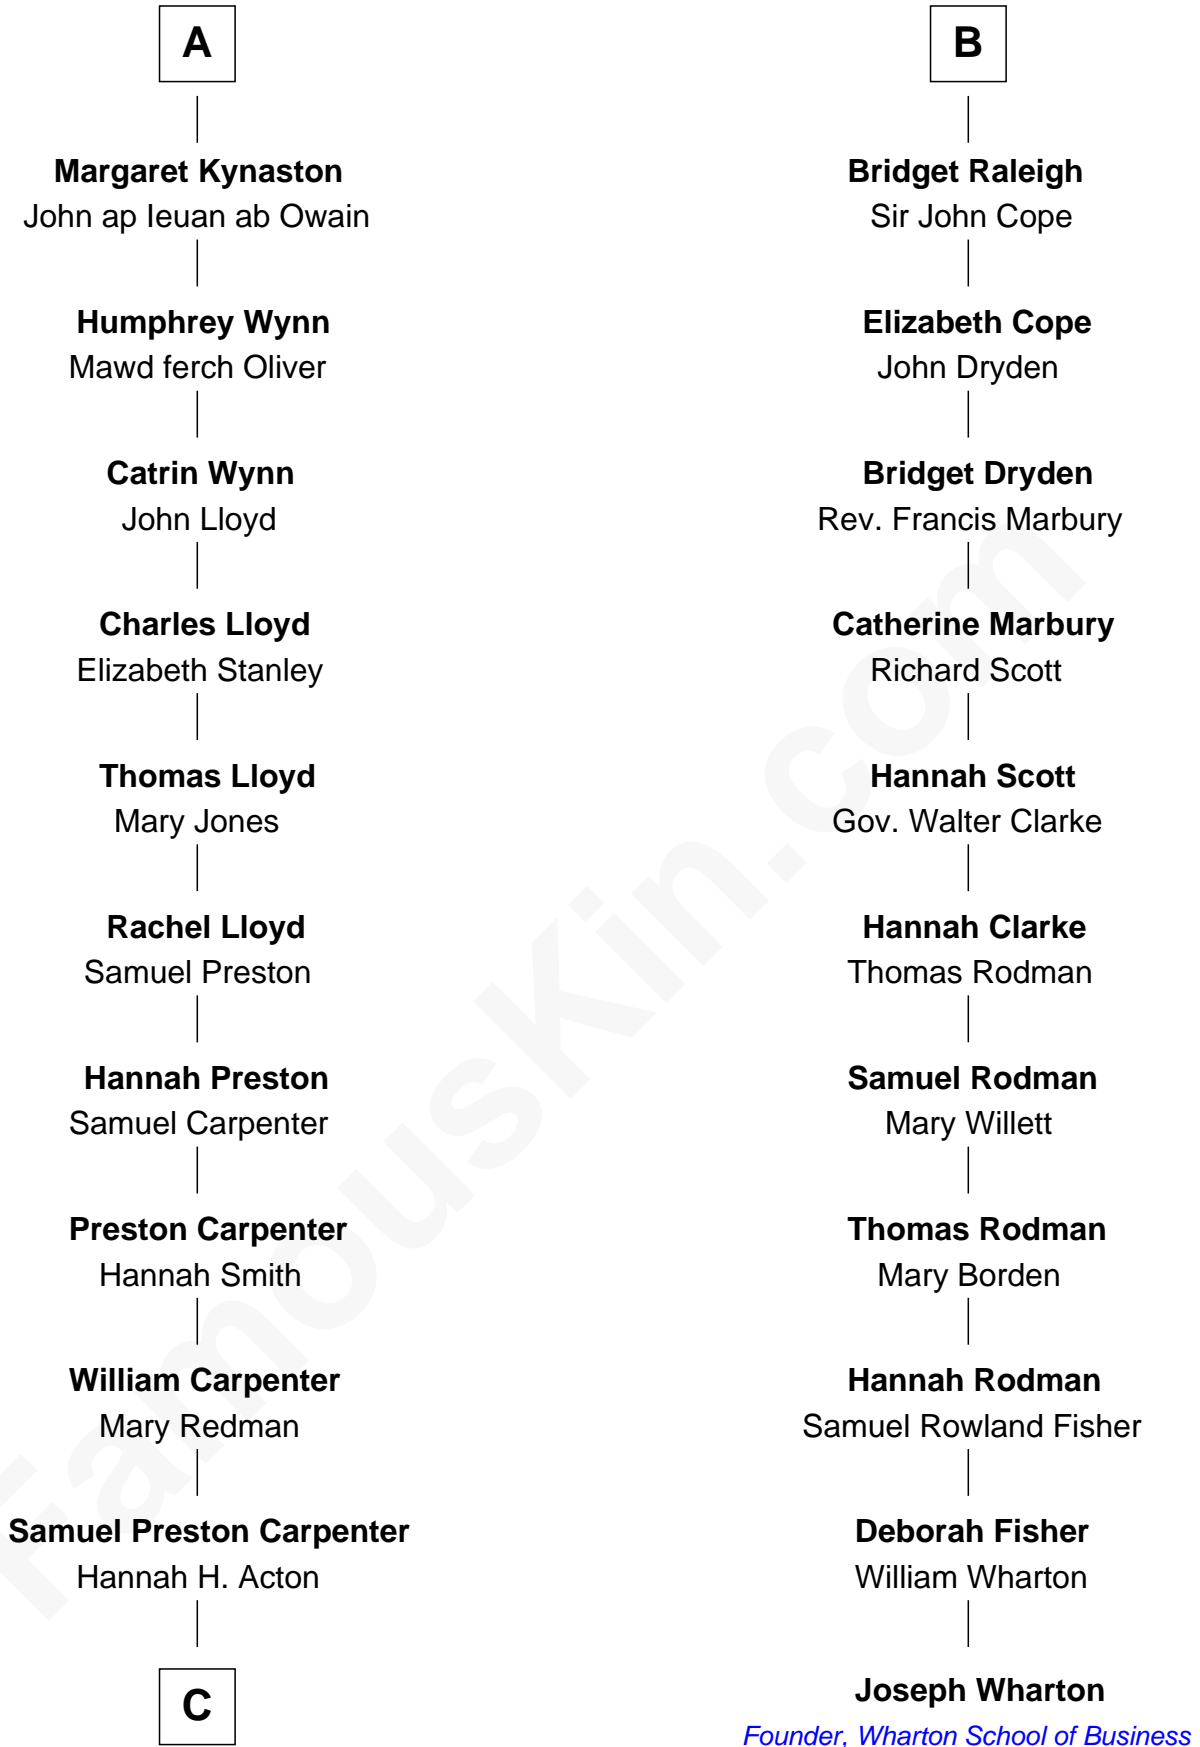 A
Margaret Kynaston
John ap Ieuan ab Owain
Humphrey Wynn
Mawd ferch Oliver
Catrin Wynn
John Lloyd
Charles Lloyd
Elizabeth Stanley
Thomas Lloyd
Mary Jones
Rachel Lloyd
Samuel Preston
Hannah Preston
Samuel Carpenter
Preston Carpenter
Hannah Smith
William Carpenter
Mary Redman
Samuel Preston Carpenter
Hannah H. Acton
C
B
Bridget Raleigh
Sir John Cope
Elizabeth Cope
John Dryden
Bridget Dryden
Rev. Francis Marbury
Catherine Marbury
Richard Scott
Hannah Scott
Gov. Walter Clarke
Hannah Clarke
Thomas Rodman
Samuel Rodman
Mary Willett
Thomas Rodman
Mary Borden
Hannah Rodman
Samuel Rowland Fisher
Deborah Fisher
William Wharton
Joseph Wharton
Founder, Wharton School of Business
FamousKin.com